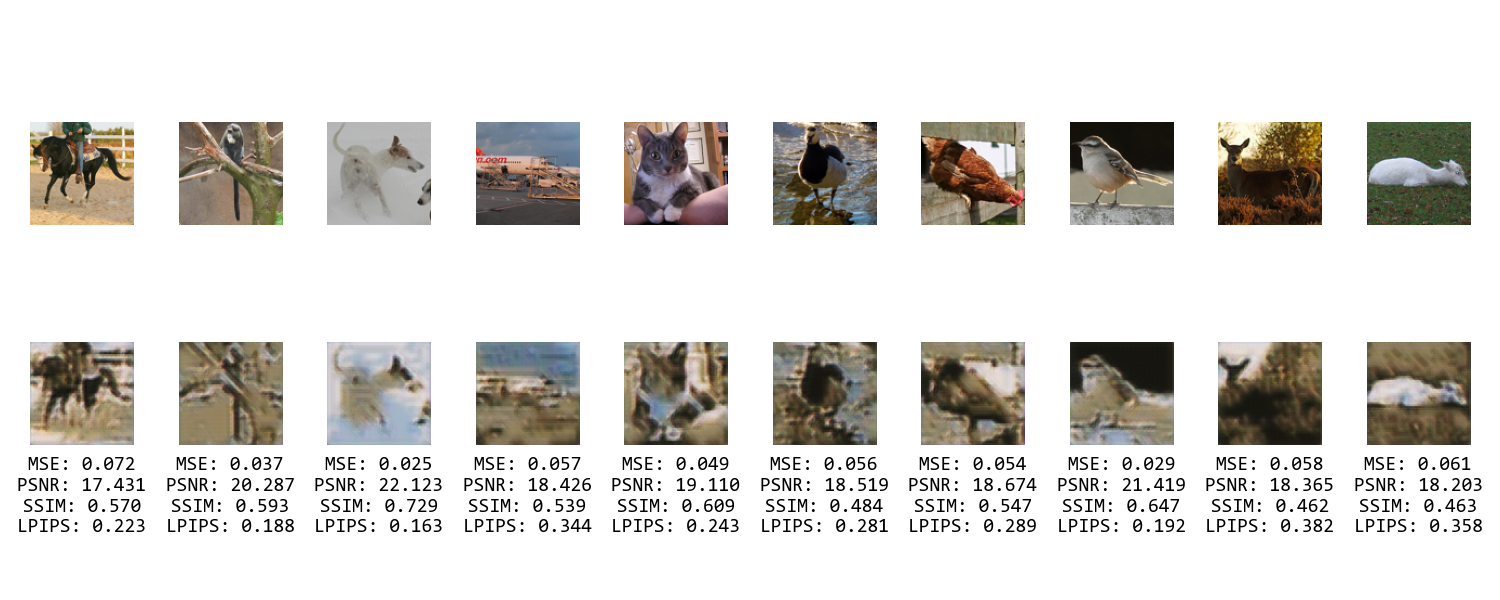 a.com
MSE: 0.072 MSE: 0.037 MSE: 0.025 MSE: 0.057 MSE: 0.049 MSE: 0.056 MSE: 0.054 MSE: 0.029 MSE: 0.058 MSE: 0.061
PSNR: 17.431 PSNR: 20.287 PSNR: 22.123 PSNR: 18.426 PSNR: 19.110 PSNR: 18.519 PSNR: 18.674 PSNR: 21.419 PSNR: 18.365 PSNR: 18.203
SSIM: 0.570 SSIM: 0.593 SSIM: 0.729 SSIM: 0.539 SSIM: 0.609 SSIM: 0.484 SSIM: 0.547 SSIM: 0.647 SSIM: 0.462 SSIM: 0.463
LPIPS: 0.223 LPIPS: 0.188 LPIPS: 0.163 LPIPS: 0.344 LPIPS: 0.243 LPIPS: 0.281 LPIPS: 0.289 LPIPS: 0.192 LPIPS: 0.382 LPIPS: 0.358